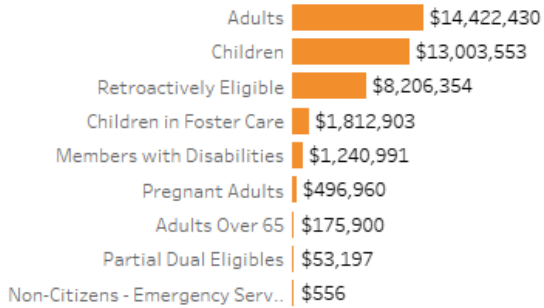 Adults $14,422,430
Children $13,003,553
Retroactively Eligible $8,206,354
Children in Foster Care $1,812,903
Members with Disabilities $1,240,991
Pregnant Adults $496,960
Adults Over 65 $175,900
Partial Dual Eligibles $53,197
Non-Citizens - Emergency Serv.. $556